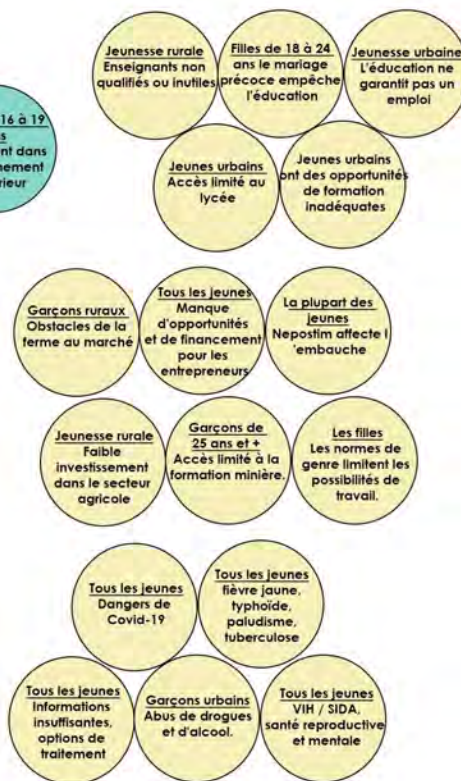 16 à 19
Jeunesse rurale
Enseignants non
qualifiés ou inutiles
Filles de 18 à 24
ans le mariage
précoce empêche
l'éducation
Jeunesse urbaine
L'éducation ne
garantit pas un
emploi
Jeunes urbains
Accès limité au
lycée
Jeunes urbains
ont des opportunités
de formation
inadéquates
Garçons ruraux
Obstacles de la
ferme au marché
Tous les jeunes
Manque
d'opportunités
et de financement
pour les
entrepreneurs
La plupart des
jeunes
Nepostim affecte l
'embauche
Jeunesse rurale
Faible
investissement
dans le secteur
agricole
Garçons de
25 ans et +
Accès limité à la
formation minière.
Les filles
Les normes de
genre limitent les
possibilités de
travail.
Tous les jeunes
Dangers de
Covid-19
Tous les jeunes
fièvre jaune,
typhoïde,
paludisme,
tuberculose
Tous les jeunes
Informations
insuffisantes,
options de
traitement
Garçons urbains
Abus de drogues
et d'alcool.
Tous les jeunes
VIH / SIDA,
santé reproductive
et mentale